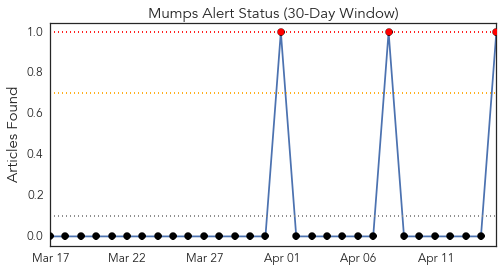 Mumps Alert Status (30-Day Window)
Articles Found
1.0
0.8
0.6
0.4
0.2
0.0
Mar 17 Mar 22 Mar 27 Apr 01 Apr 06 Apr 11